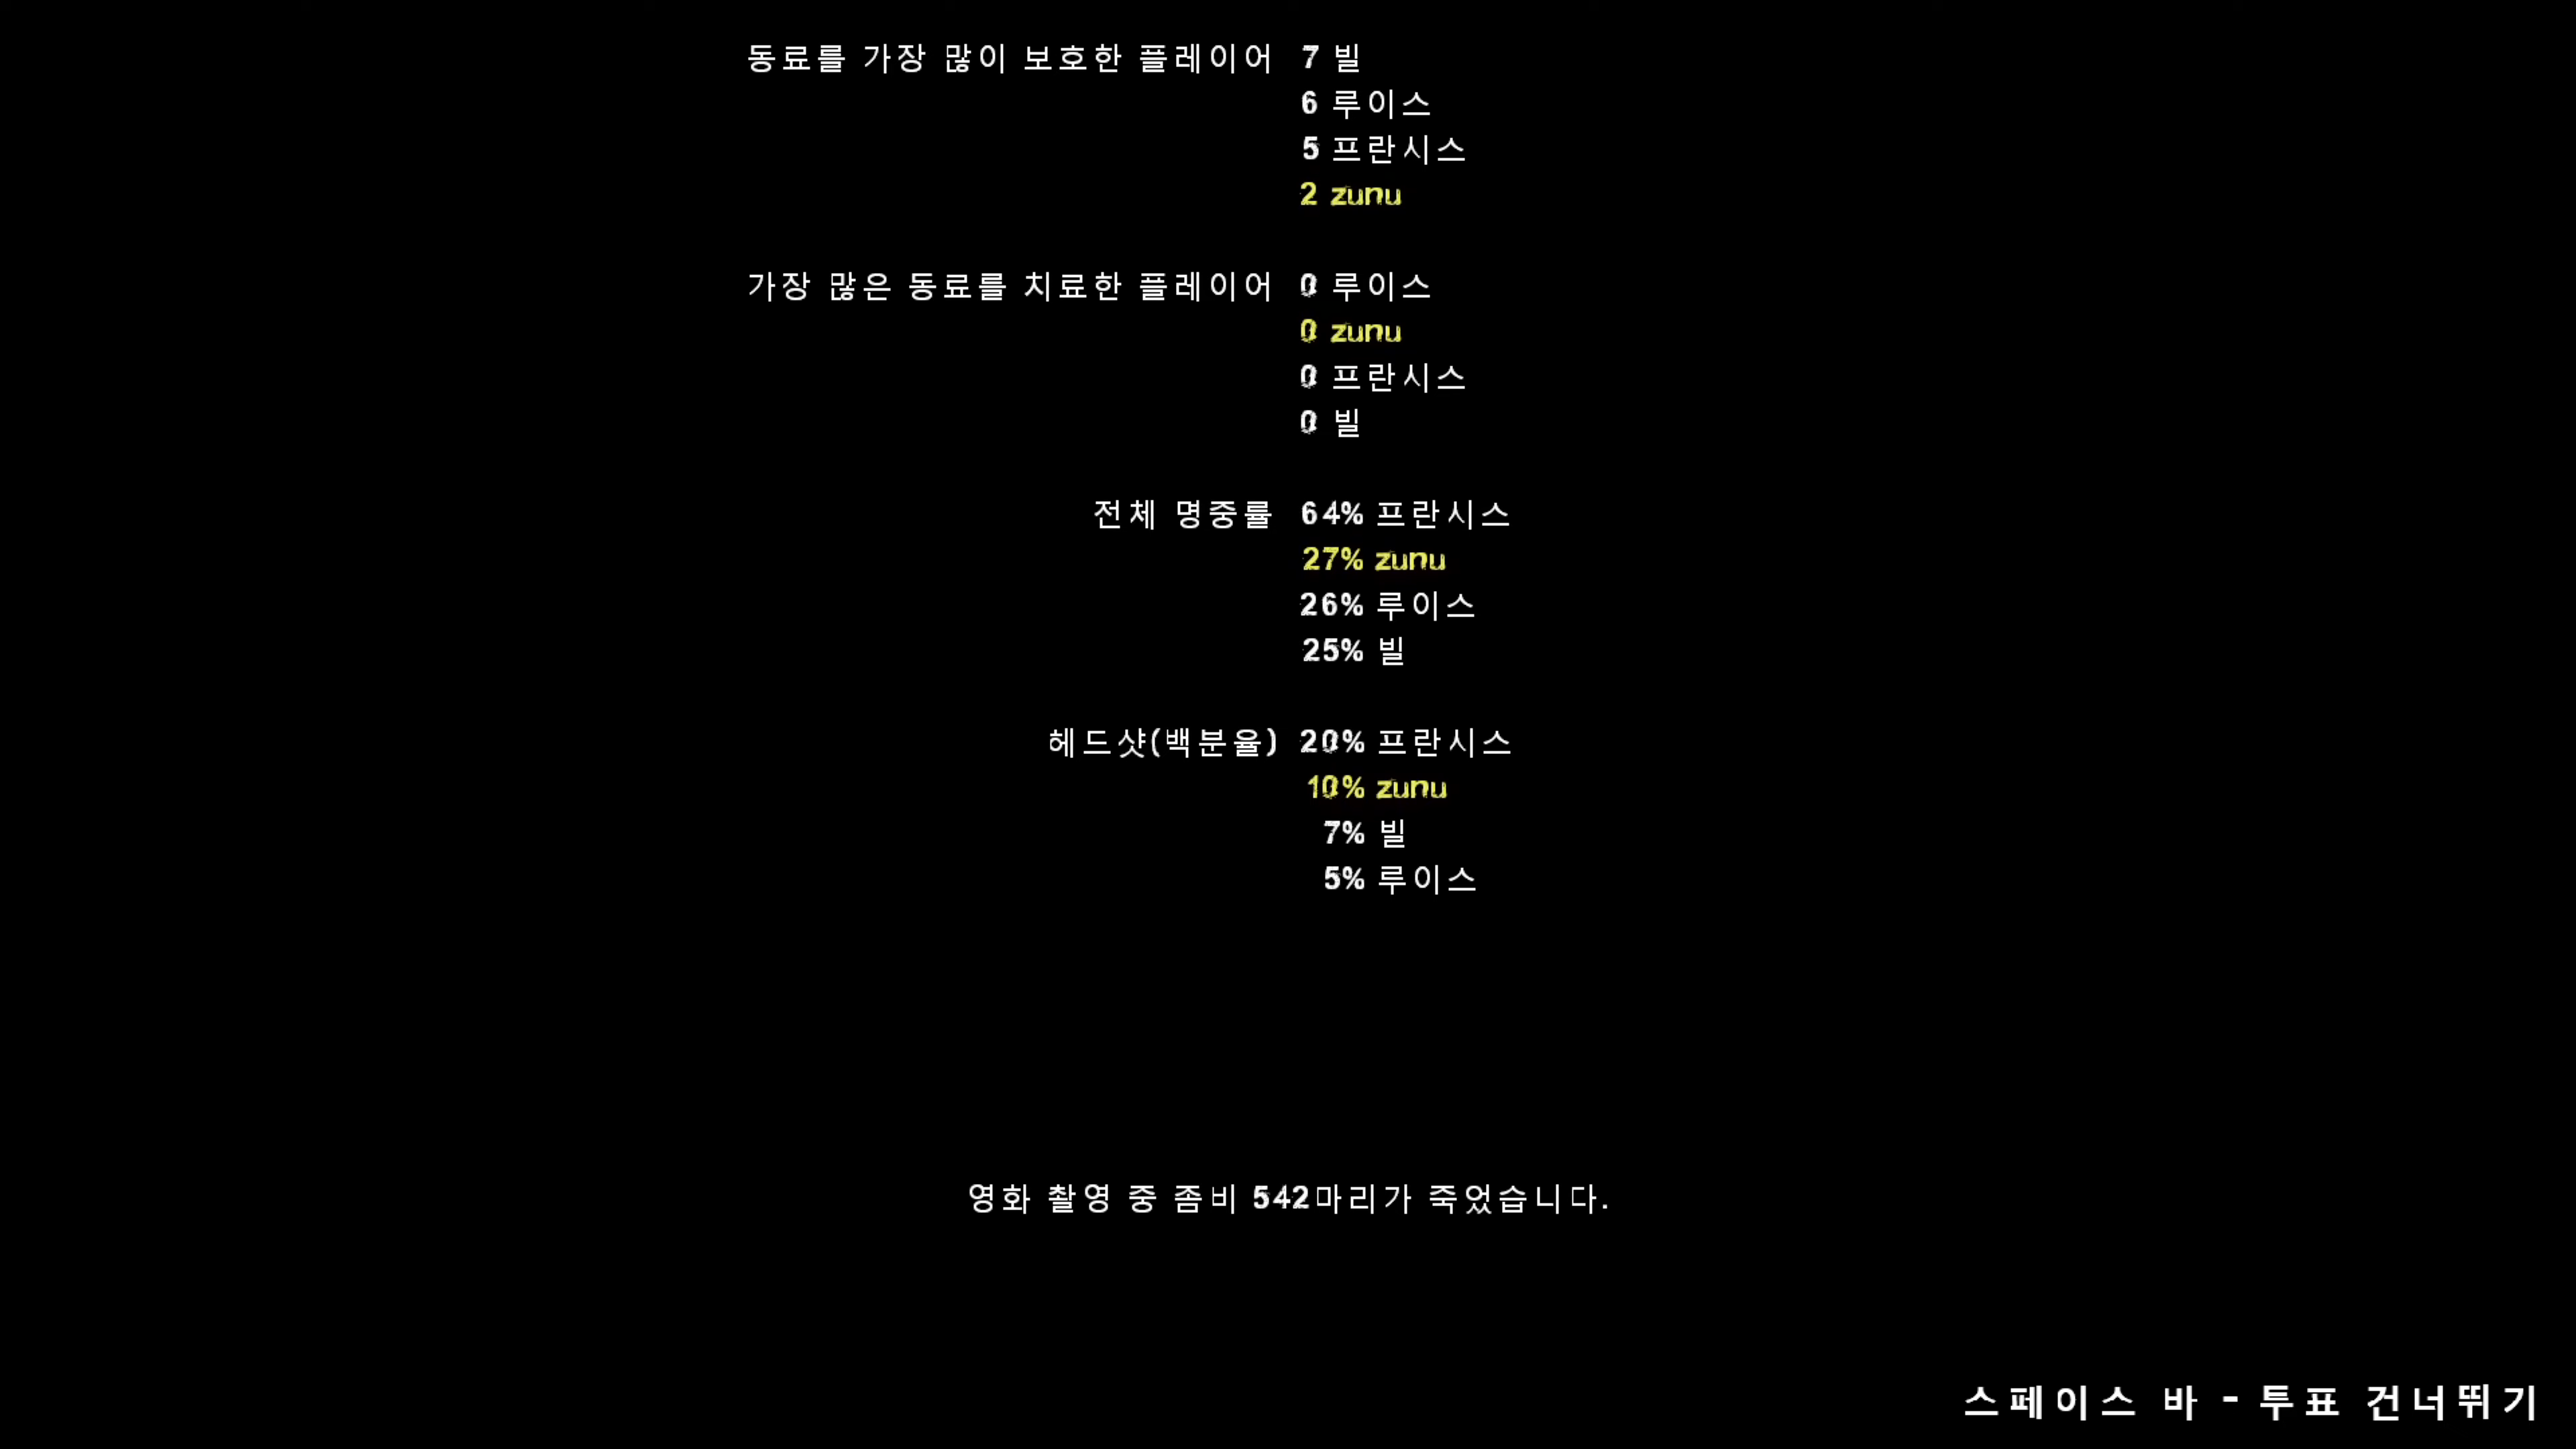 동료를 가장 많이 보호한 플레이어 7 빌
6 루이스
5 프란시스
2 zunu
가장 많은 동료를 치료한 플레이어 0 루이스
0 zunu
0 프란시스
0 빌
전체 명중률 64% 프란시스
27% zunu
26% 루이스
25% 빌
헤드샷(백분율) 20% 프란시스
10% zunu
7% 빌
5% 루이스
영화 촬영 중 좀비 542마리가 죽었습니다.
스페이스 바 - 투표 건너뛰기